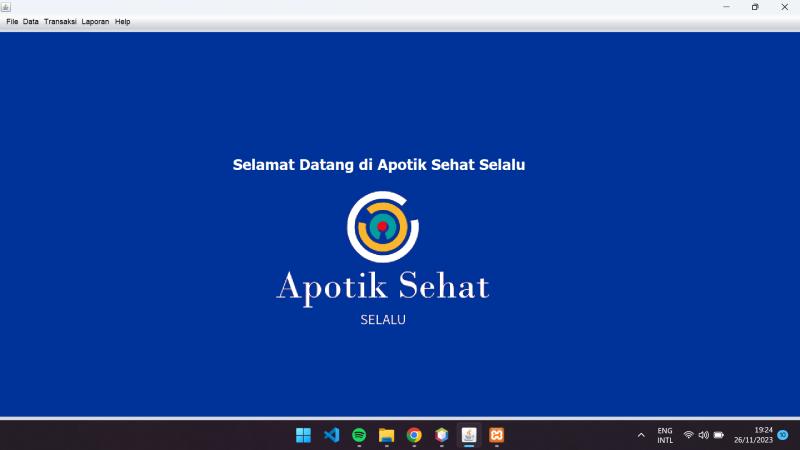 File Data Transaksi Laporan Help
Selamat Datang di Apotik Sehat Selalu
Apotik Sehat
SELALU
ENG
INTL
19:24
26/11/2023